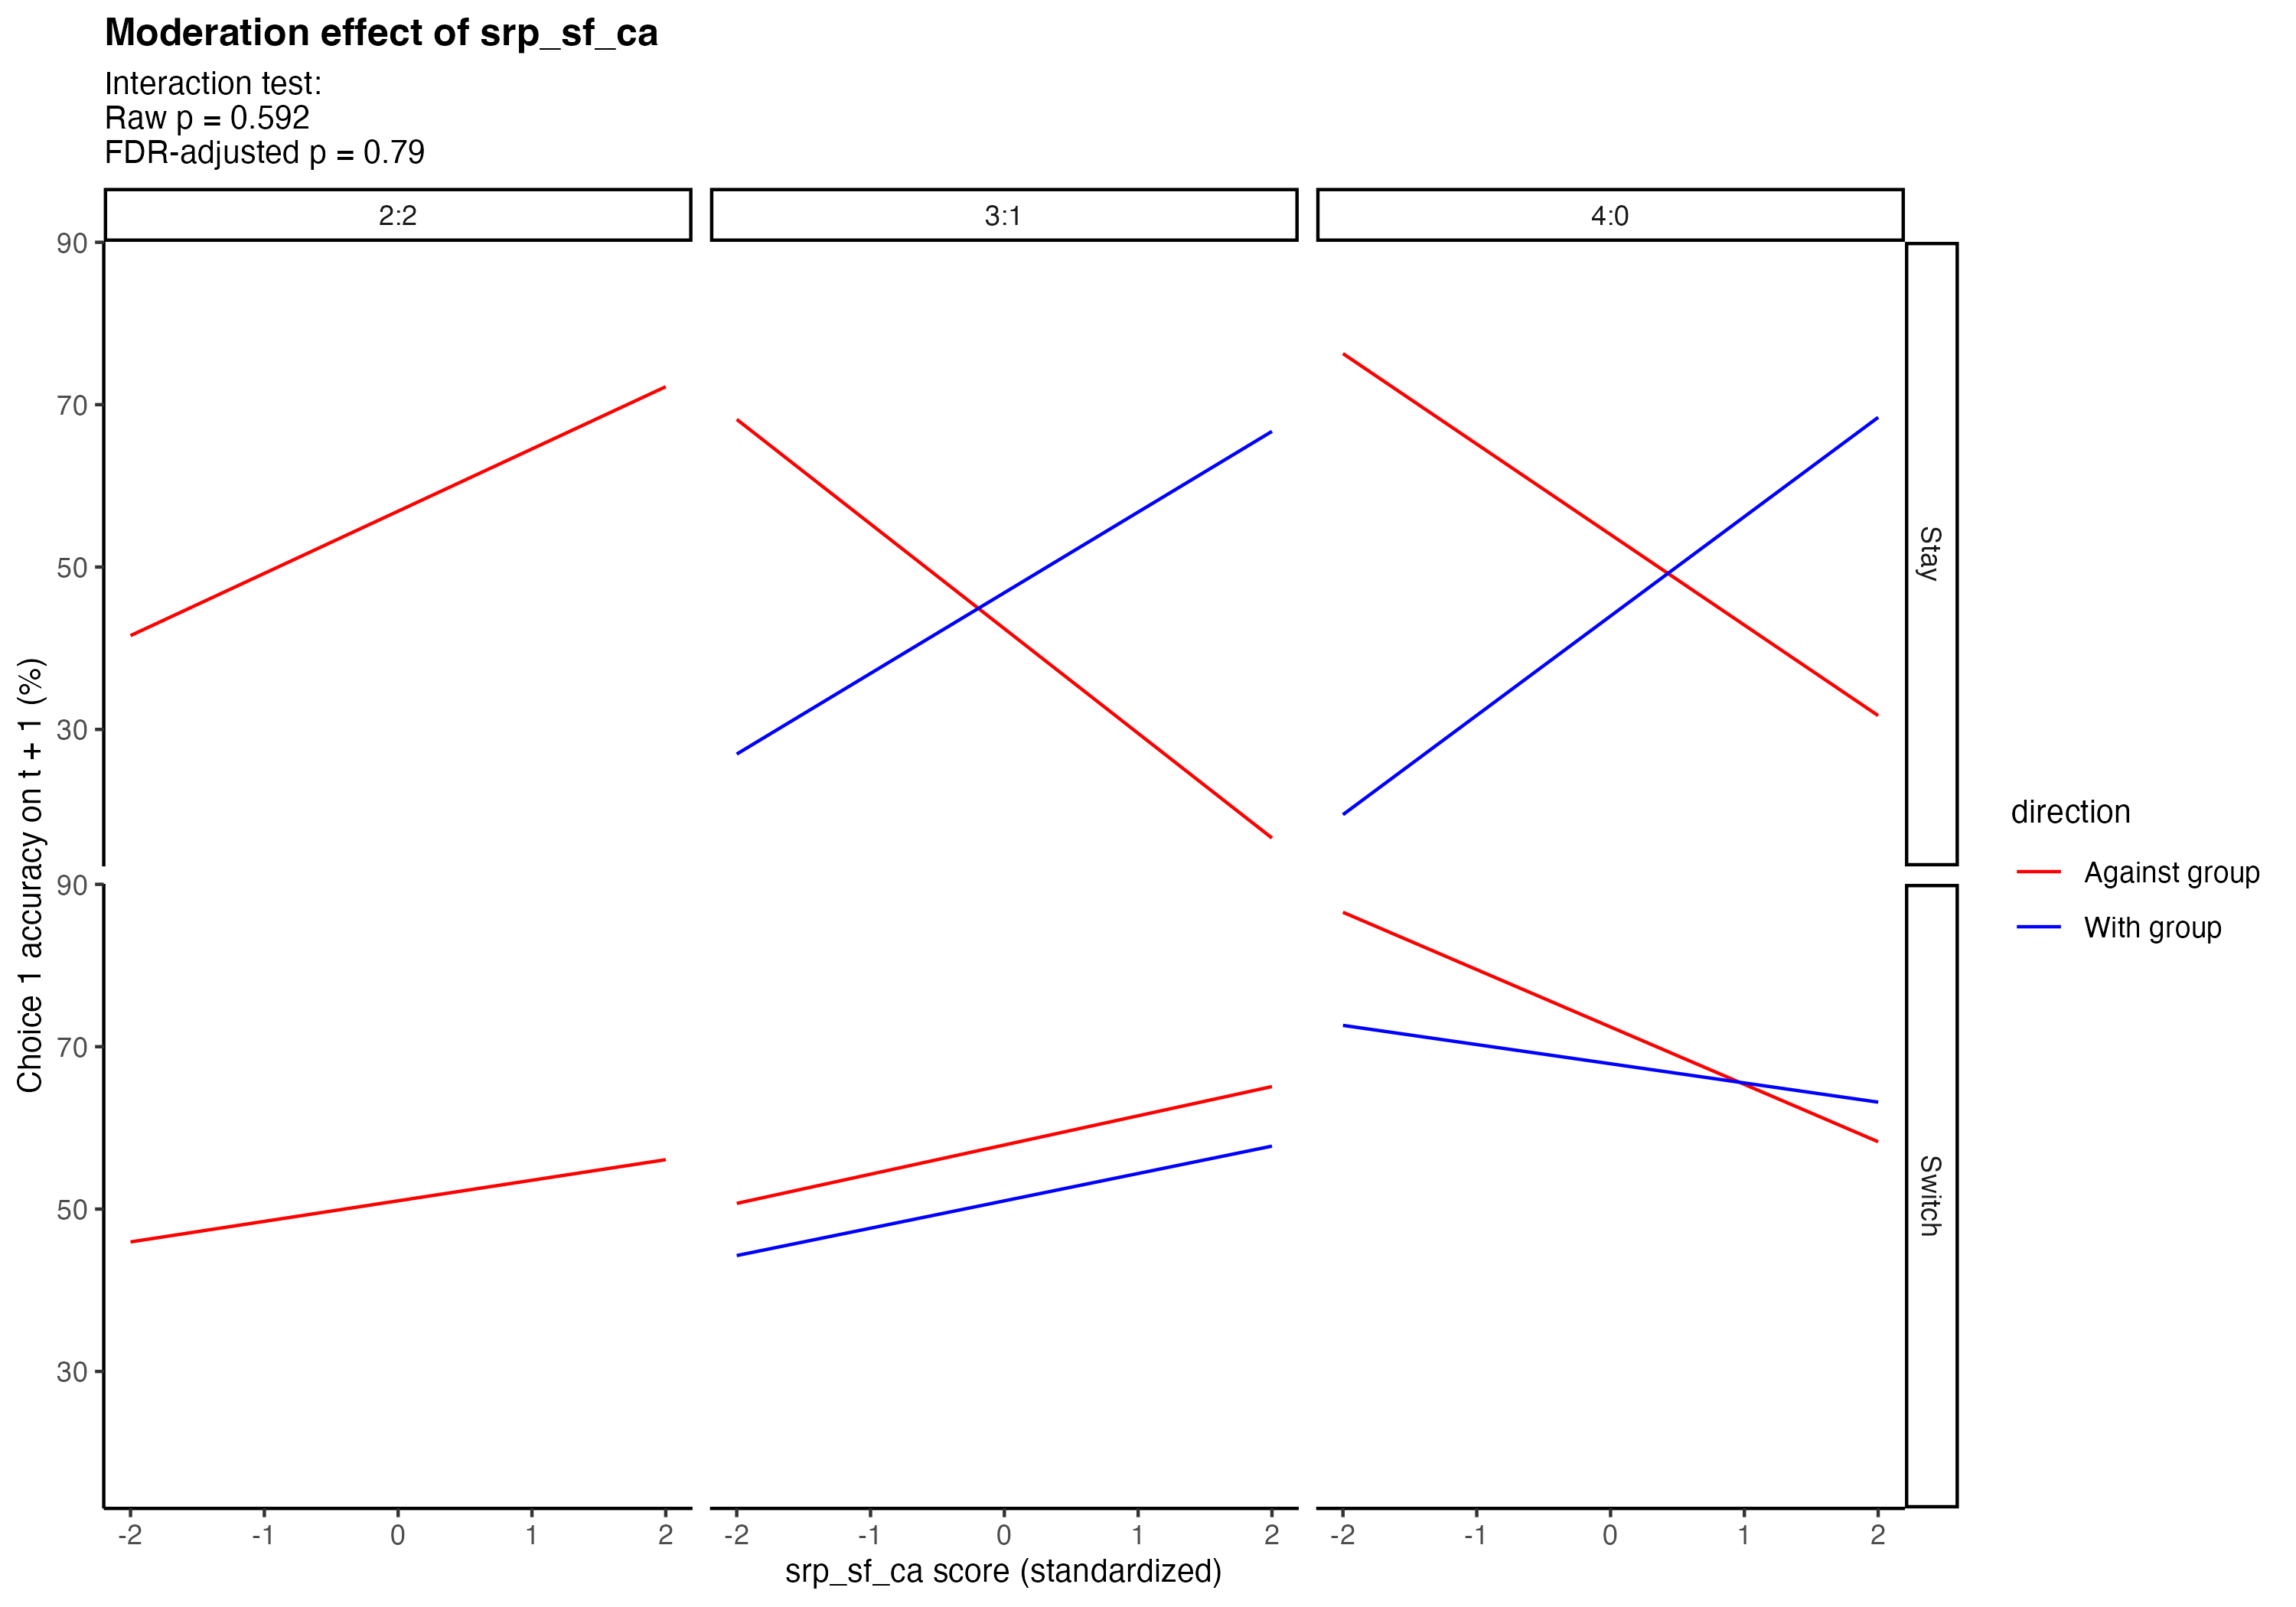 Moderation effect of srp_sf_ca
Interaction test:
Raw p = 0.592
FDR-adjusted p = 0.79
2:2
3:1
4:0
90
70
50
30
Stay
90
70
50
30
Switch
Choice 1 accuracy on t + 1 (%)
-2 -1 0 1 2
-2 -1 0 1 2
-2 -1 0 1 2
srp_sf_ca score (standardized)
direction
Against group
With group